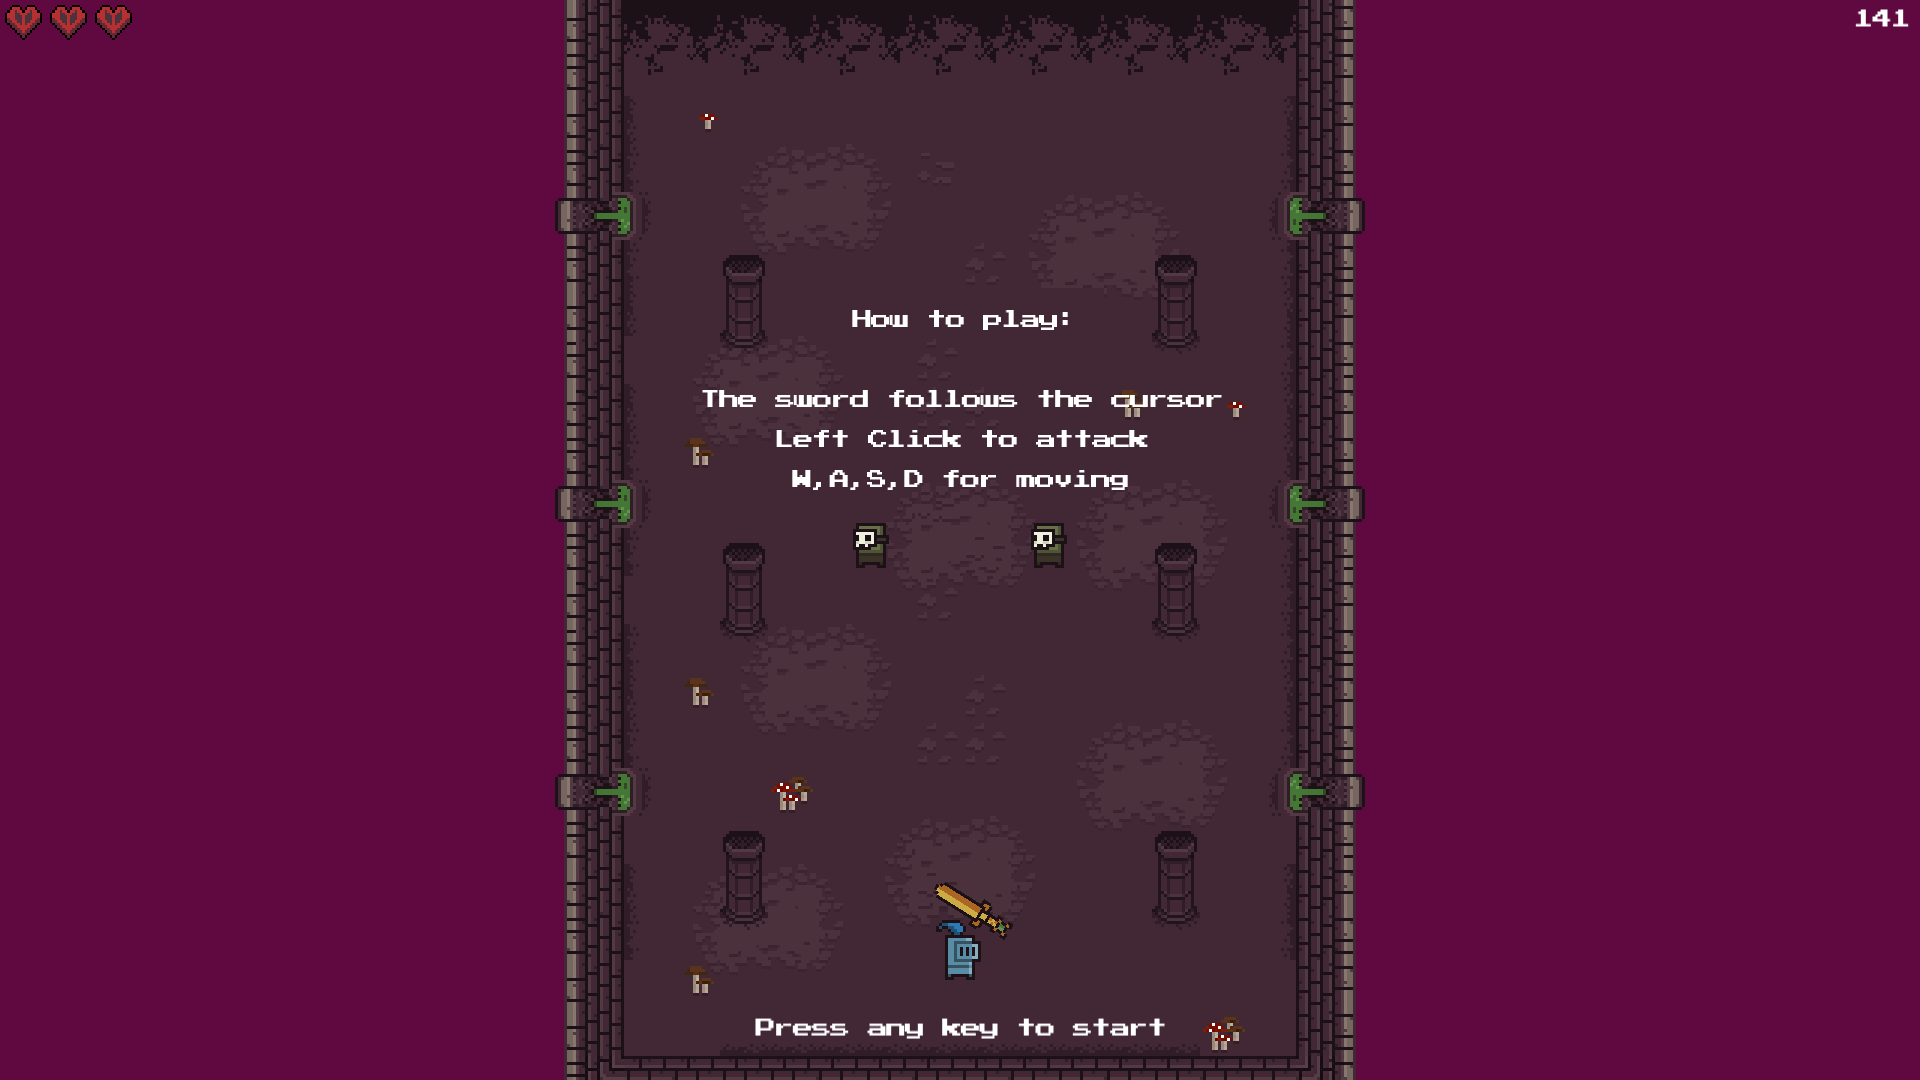 141
How to play:
The sword follows the cursor
Left Click to attack
W,A,S,D for moving
Press any key to start